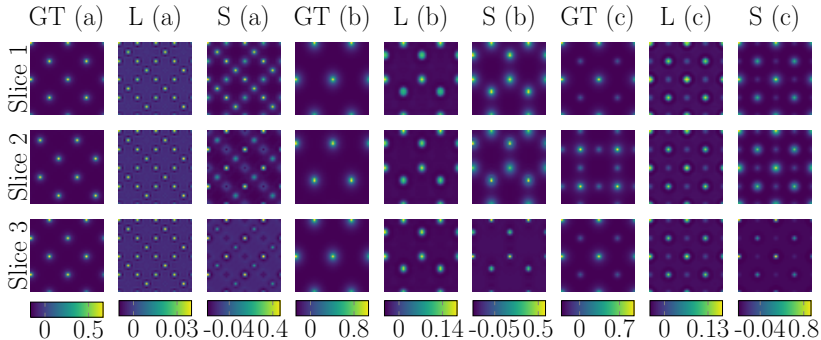 GT (a) L (a) S (a) GT (b) L (b) S (b) GT (c) L (c) S (c)
Slice 1
Slice 2
Slice 3
0 0.5 0 0.03 -0.04 0.4 0 0.8 0 0.14 -0.05 0.5 0 0.7 0 0.13 -0.04 0.8